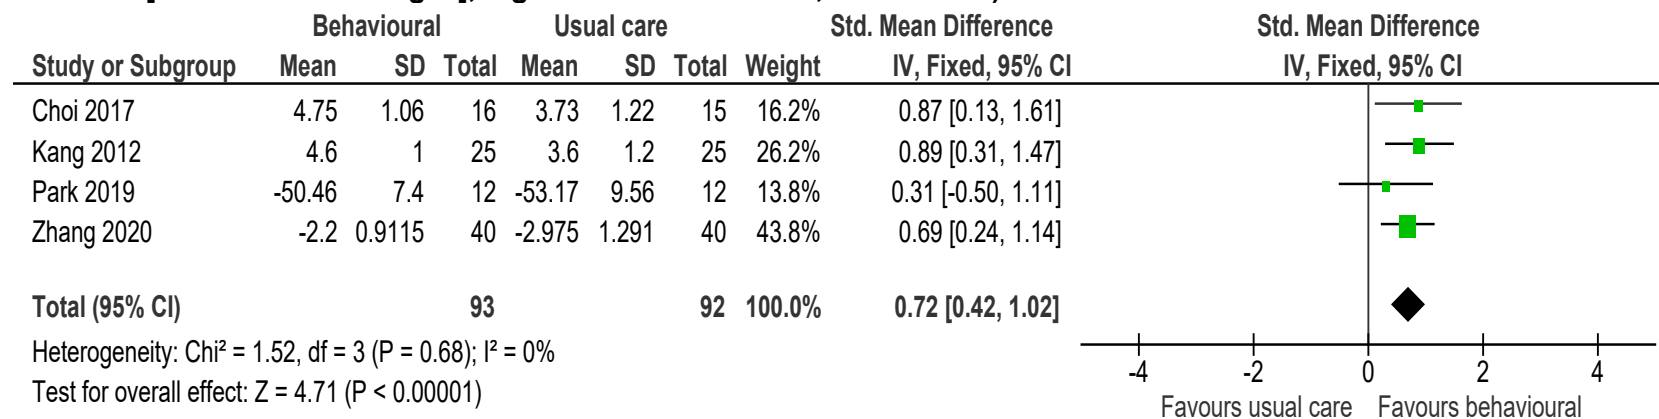 Behavioural Usual care Std. Mean Difference Std. Mean Difference
Study or Subgroup Mean SD Total Mean SD Total Weight IV, Fixed, 95% CI IV, Fixed, 95% CI
Choi 2017 4.75 1.06 16 3.73 1.22 15 16.2% 0.87 [0.13, 1.61]
Kang 2012 4.6 1 25 3.6 1.2 25 26.2% 0.89 [0.31, 1.47]
Park 2019 -50.46 7.4 12 -53.17 9.56 12 13.8% 0.31 [-0.50, 1.11]
Zhang 2020 -2.2 0.9115 40 -2.975 1.291 40 43.8% 0.69 [0.24, 1.14]
Total (95% CI) 93 92 100.0% 0.72 [0.42, 1.02]
Heterogeneity: Chi² = 1.52, df = 3 (P = 0.68); I² = 0%
Test for overall effect: Z = 4.71 (P < 0.00001)
-4 -2 0 2 4
Favours usual care Favours behavioural